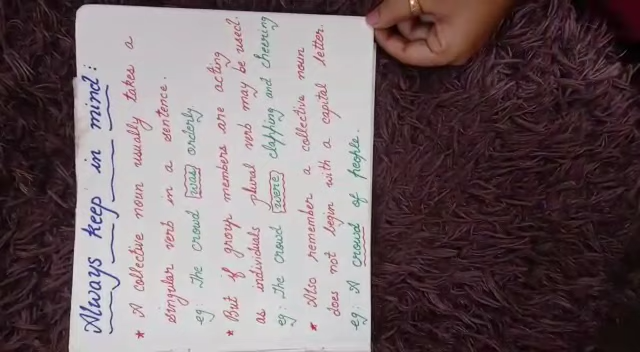 Always keep in mind:
* A collective noun usually takes a
singular verb in a sentence.
eg: The crowd was orderly.
* But if group members are acting
as individuals plural verb may be used.
eg: The crowd were clapping and cheering
* Also remember a collective noun
does not begin with a capital letter.
eg: A crowd of people.